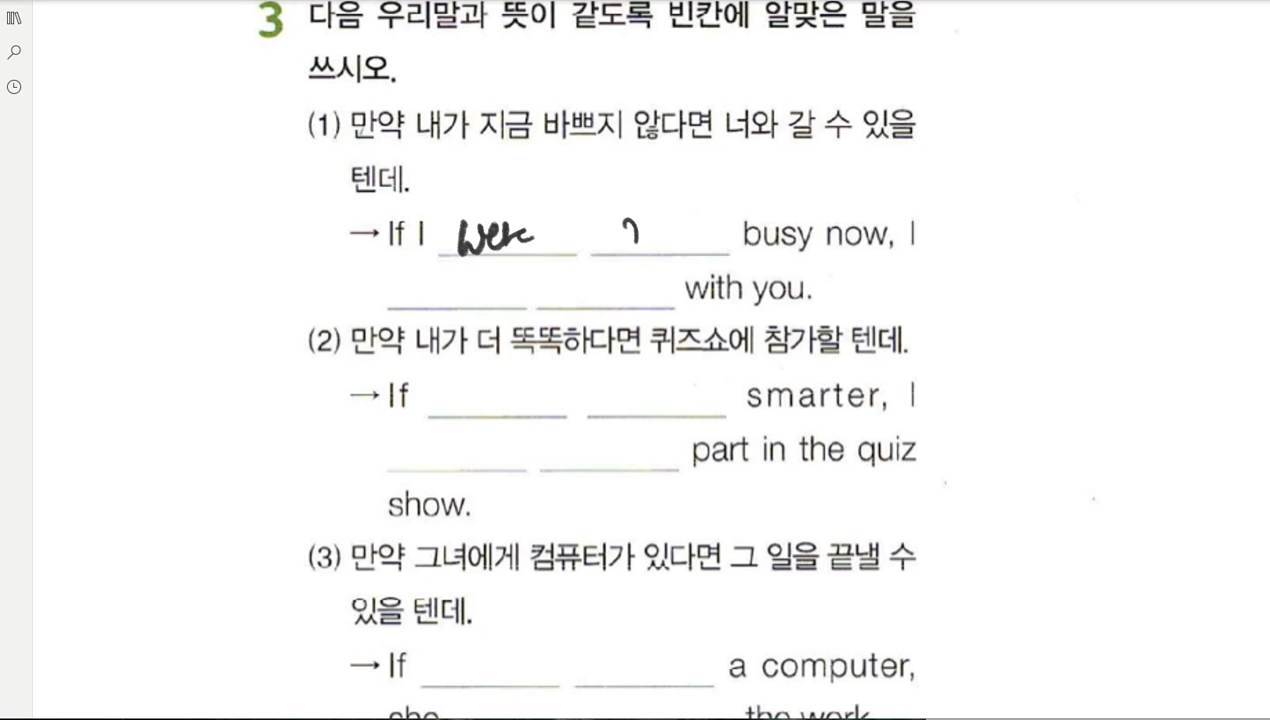 3 다음 우리말과 뜻이 같도록 빈칸에 알맞은 말을
쓰시오.
(1) 만약 내가 지금 바쁘지 않다면 너와 갈 수 있을
텐데.
→ If I were busy now, I
with you.
(2) 만약 내가 더 똑똑하다면 퀴즈쇼에 참가할 텐데.
→ If smarter, I
part in the quiz
show.
(3) 만약 그녀에게 컴퓨터가 있다면 그 일을 끝낼 수
있을 텐데.
→ If a computer,
she the work.